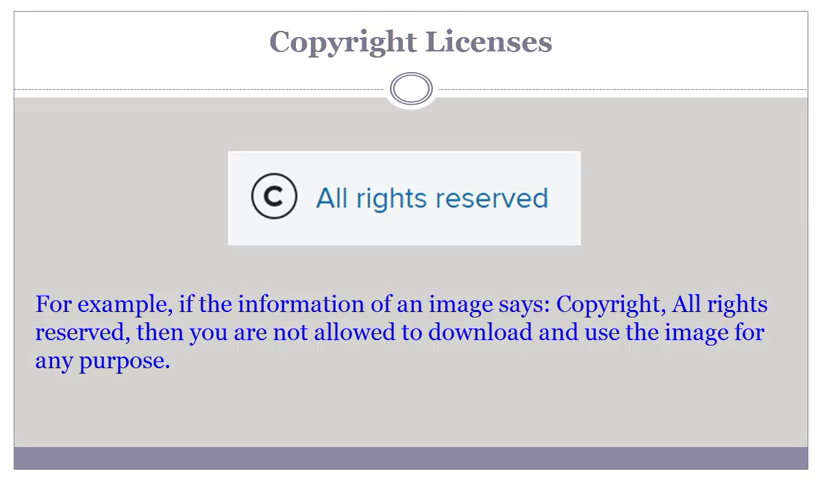 Copyright Licenses
© All rights reserved
For example, if the information of an image says: Copyright, All rights
reserved, then you are not allowed to download and use the image for
any purpose.